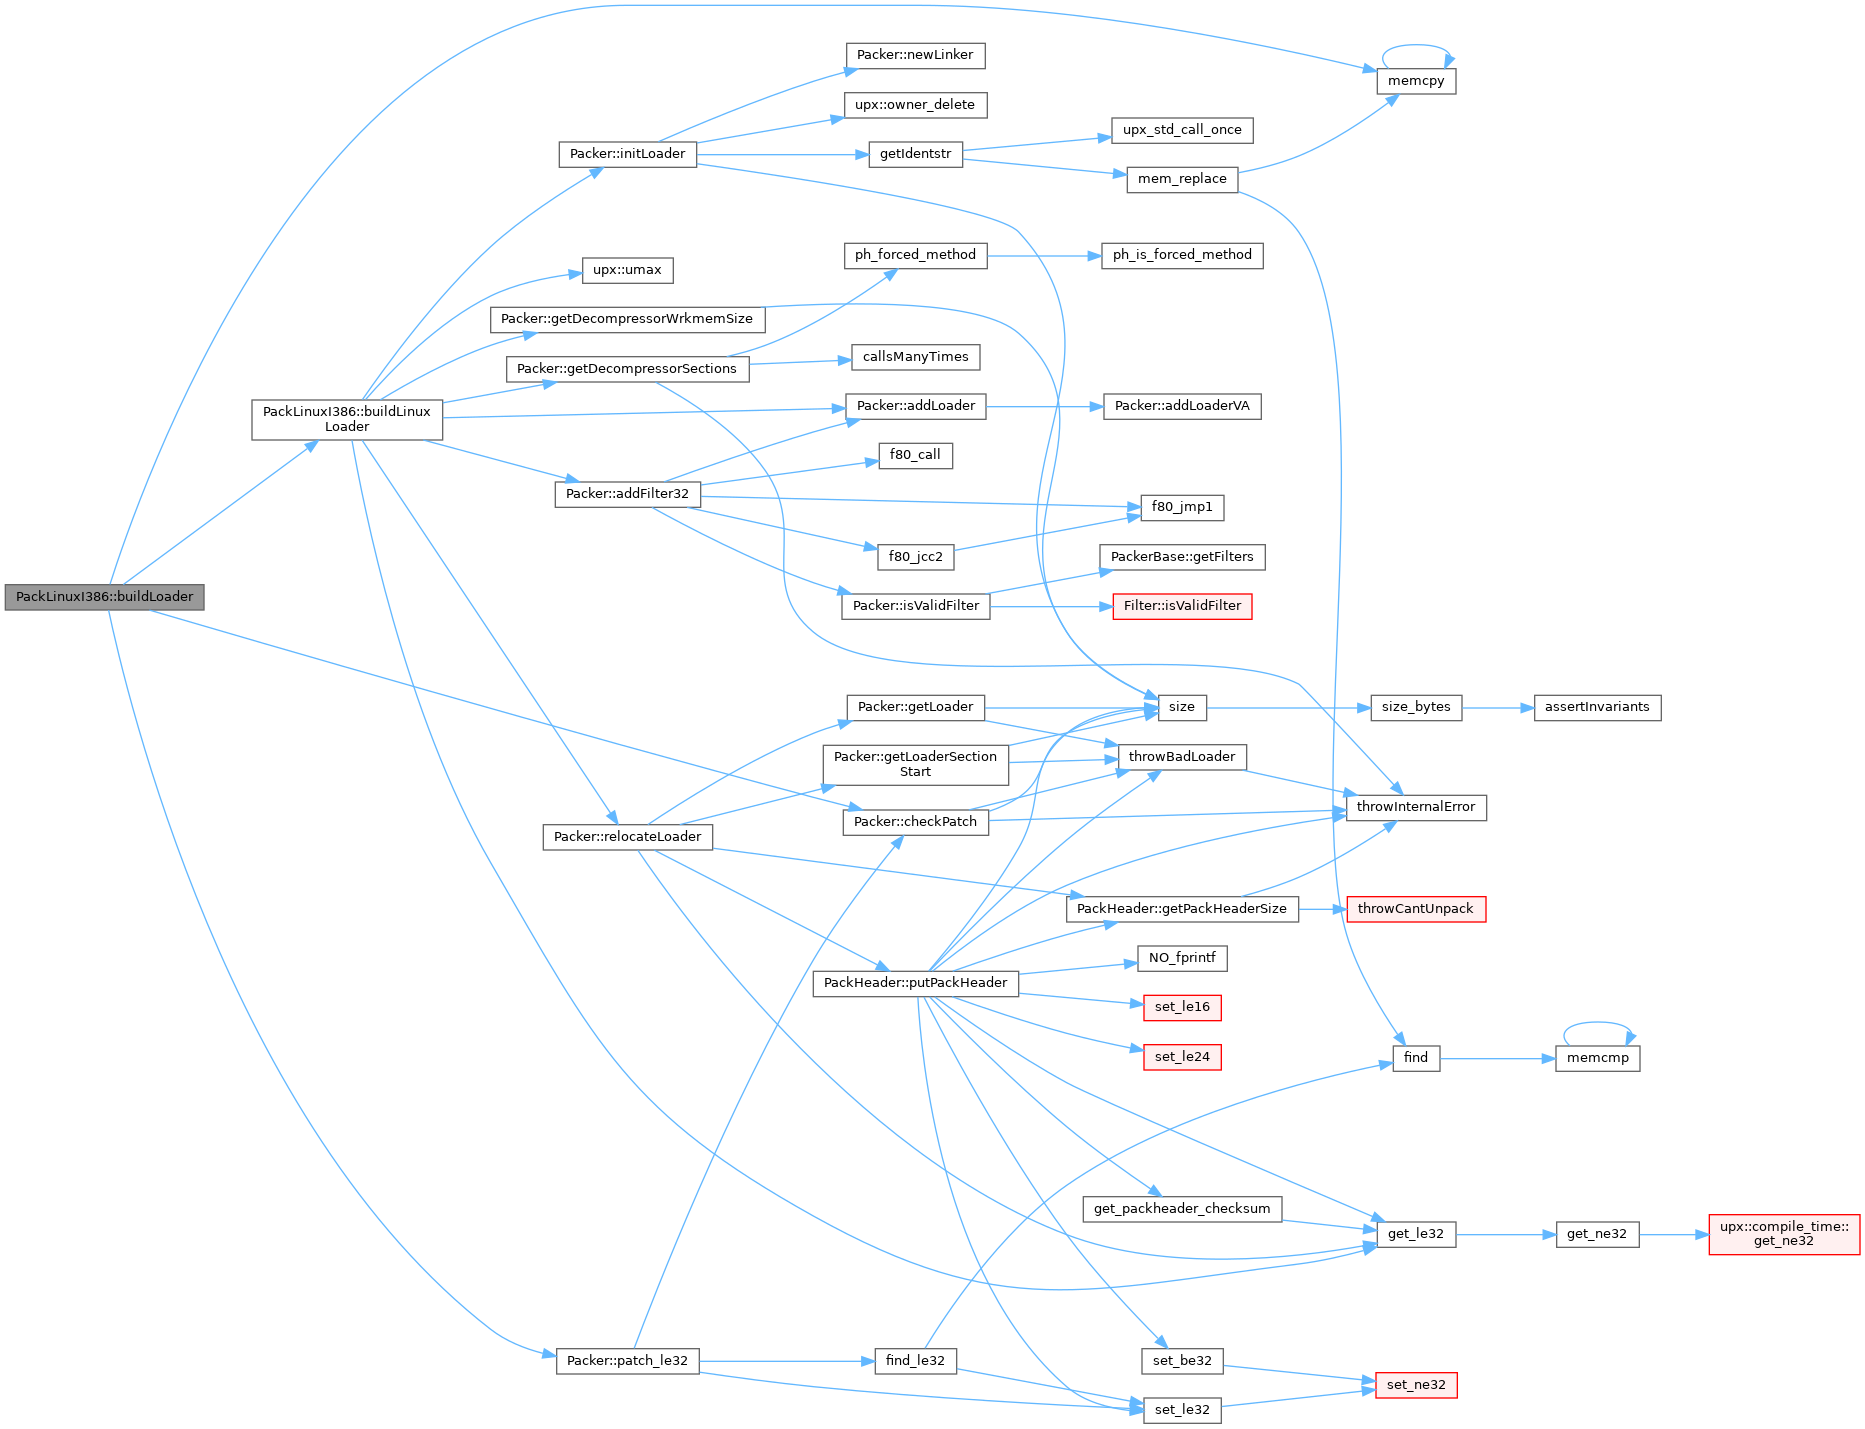 Packer::newLinker
memcpy
upx::owner_delete
upx_std_call_once
Packer::initLoader
getIdentstr
mem_replace
ph_forced_method
ph_is_forced_method
upx::umax
Packer::getDecompressorWrkmemSize
callsManyTimes
Packer::getDecompressorSections
Packer::addLoader
Packer::addLoaderVA
PackLinuxI386::buildLinux
Loader
f80_call
Packer::addFilter32
f80_jmp1
f80_jcc2
PackerBase::getFilters
PackLinuxI386::buildLoader
Packer::isValidFilter
Filter::isValidFilter
Packer::getLoader
size
size_bytes
assertInvariants
Packer::getLoaderSection
Start
throwBadLoader
throwInternalError
Packer::checkPatch
Packer::relocateLoader
PackHeader::getPackHeaderSize
throwCantUnpack
NO_fprintf
PackHeader::putPackHeader
set_le16
set_le24
find
memcmp
get_packheader_checksum
get_le32
get_ne32
upx::compile_time::
get_ne32
Packer::patch_le32
find_le32
set_be32
set_ne32
set_le32